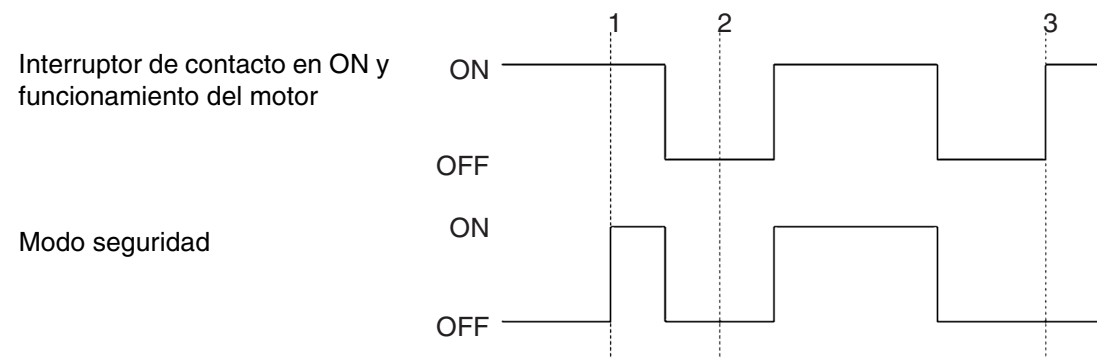 1 2 3
Interruptor de contacto en ON y
funcionamiento del motor
ON
OFF
Modo seguridad
ON
OFF